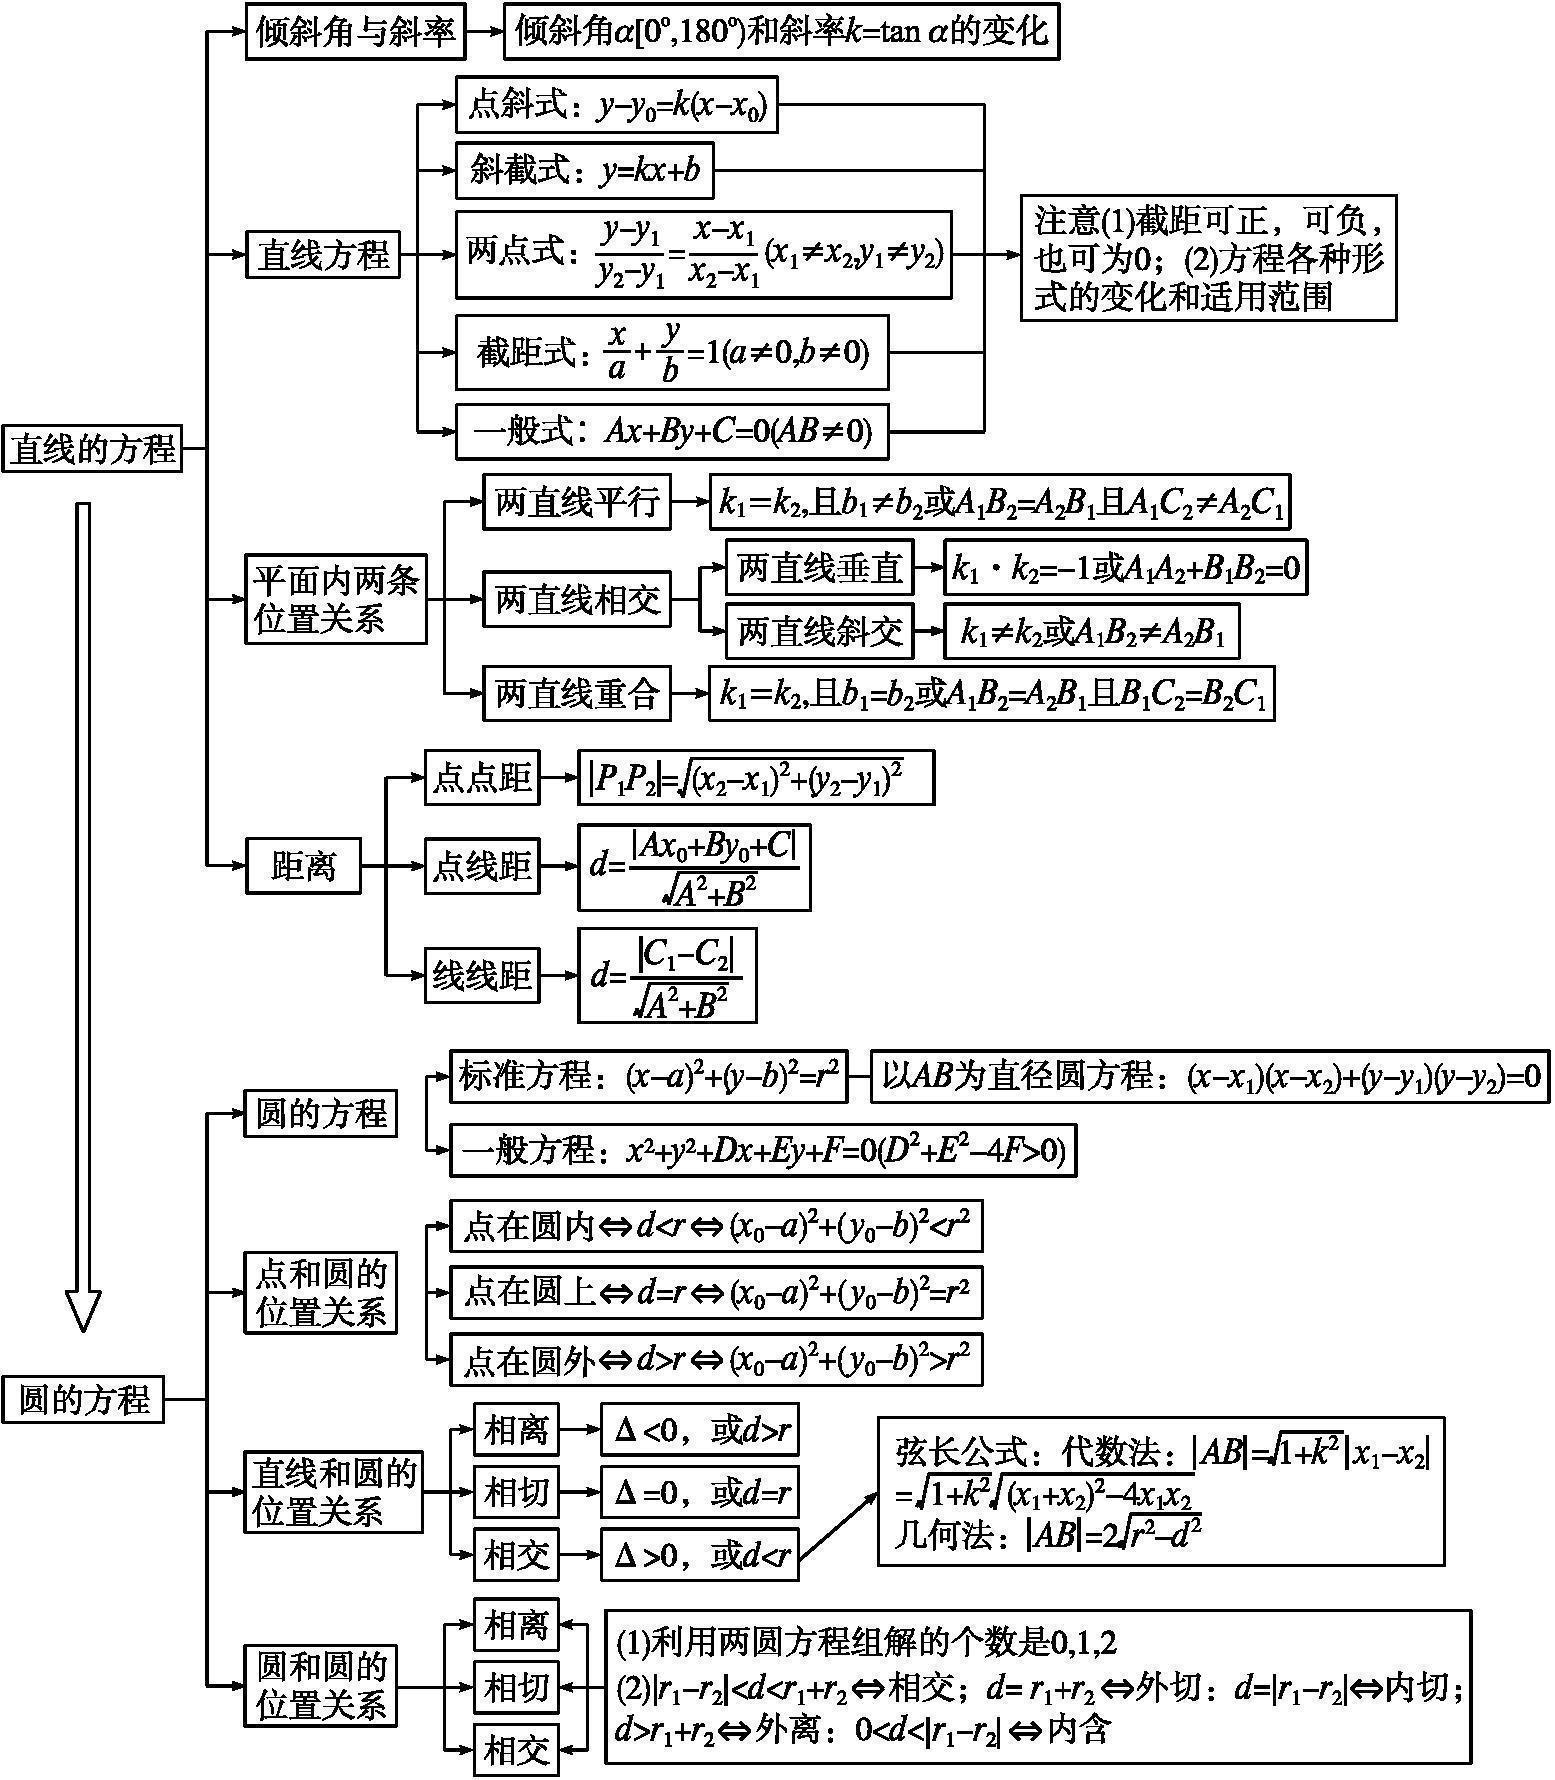 倾斜角与斜率
倾斜角α[0º,180º)和斜率k=tan α的变化
直线的方程
直线方程
点斜式：y−y₀=k(x−x₀)
斜截式：y=kx+b
两点式：(y−y₁)/(y₂−y₁)=(x−x₁)/(x₂−x₁)(x₁≠x₂,y₁≠y₂)
截距式：x/a+y/b=1(a≠0,b≠0)
一般式：Ax+By+C=0(AB≠0)
注意(1)截距可正，可负，
也可为0；(2)方程各种形
式的变化和适用范围
平面内两条
位置关系
两直线平行
k₁=k₂,且b₁≠b₂或A₁B₂=A₂B₁且A₁C₂≠A₂C₁
两直线相交
两直线垂直
k₁·k₂=−1或A₁A₂+B₁B₂=0
两直线斜交
k₁≠k₂或A₁B₂≠A₂B₁
两直线重合
k₁=k₂,且b₁=b₂或A₁B₂=A₂B₁且B₁C₂=B₂C₁
距离
点点距
|P₁P₂|=√((x₂−x₁)²+(y₂−y₁)²)
点线距
d=|Ax₀+By₀+C|/√(A²+B²)
线线距
d=|C₁−C₂|/√(A²+B²)
圆的方程
圆的方程
标准方程：(x−a)²+(y−b)²=r²
以AB为直径圆方程：(x−x₁)(x−x₂)+(y−y₁)(y−y₂)=0
一般方程：x²+y²+Dx+Ey+F=0(D²+E²−4F>0)
点和圆的
位置关系
点在圆内⇔d<r⇔(x₀−a)²+(y₀−b)²<r²
点在圆上⇔d=r⇔(x₀−a)²+(y₀−b)²=r²
点在圆外⇔d>r⇔(x₀−a)²+(y₀−b)²>r²
直线和圆的
位置关系
相离
Δ<0，或d>r
相切
Δ=0，或d=r
相交
Δ>0，或d<r
弦长公式：代数法：|AB|=√(1+k²)|x₁−x₂|
=√(1+k²)√((x₁+x₂)²−4x₁x₂)
几何法：|AB|=2√(r²−d²)
圆和圆的
位置关系
相离
相切
相交
(1)利用两圆方程组解的个数是0,1,2
(2)|r₁−r₂|<d<r₁+r₂⇔相交；d=r₁+r₂⇔外切：d=|r₁−r₂|⇔内切；
d>r₁+r₂⇔外离：0<d<|r₁−r₂|⇔内含